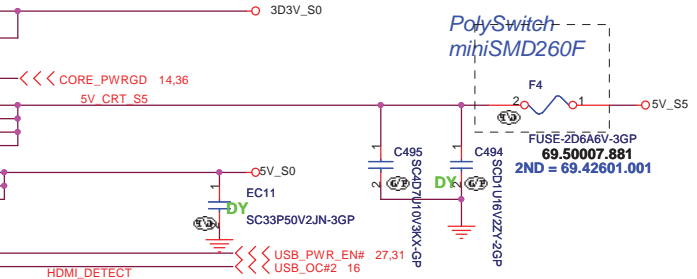 3D3V_S0
PolySwitch
miniSMD260F
CORE_PWRGD 14,36
F4
5V_CRT_S5
2
1
5V_S5
FUSE-2D6A6V-3GP
69.50007.881
2ND = 69.42601.001
1
C495
1
C494
5V_S0
2
2
DY
SC4D7U10V3KX-GP
SCD1U16V2ZY-2GP
1
EC11
DY
SC33P50V2JN-3GP
USB_PWR_EN# 27,31
USB_OC#2 16
HDMI_DETECT